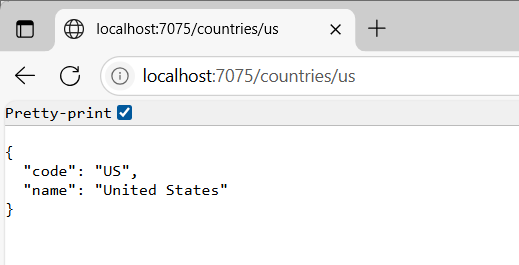 localhost:7075/countries/us
localhost:7075/countries/us
Pretty-print
{
  "code": "US",
  "name": "United States"
}